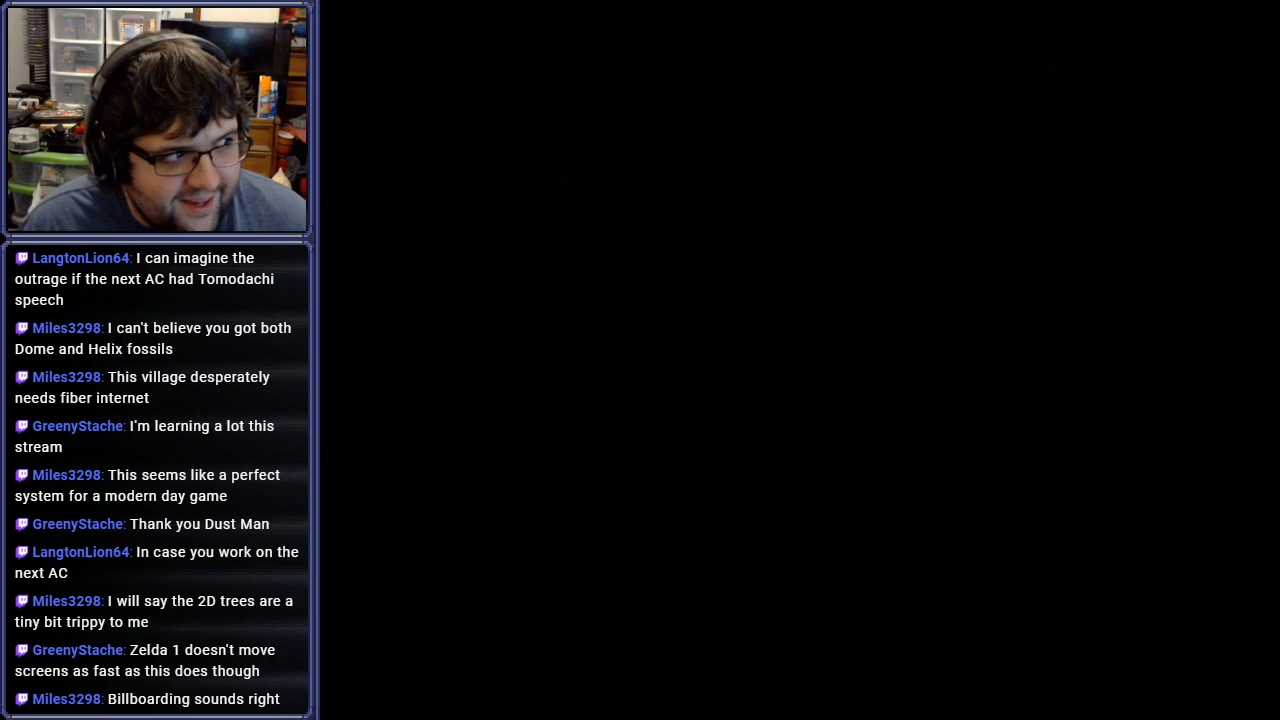 LangtonLion64: I can imagine the
outrage if the next AC had Tomodachi
speech
Miles3298: I can't believe you got both
Dome and Helix fossils
Miles3298: This village desperately
needs fiber internet
GreenyStache: I'm learning a lot this
stream
Miles3298: This seems like a perfect
system for a modern day game
GreenyStache: Thank you Dust Man
LangtonLion64: In case you work on the
next AC
Miles3298: I will say the 2D trees are a
tiny bit trippy to me
GreenyStache: Zelda 1 doesn't move
screens as fast as this does though
Miles3298: Billboarding sounds right